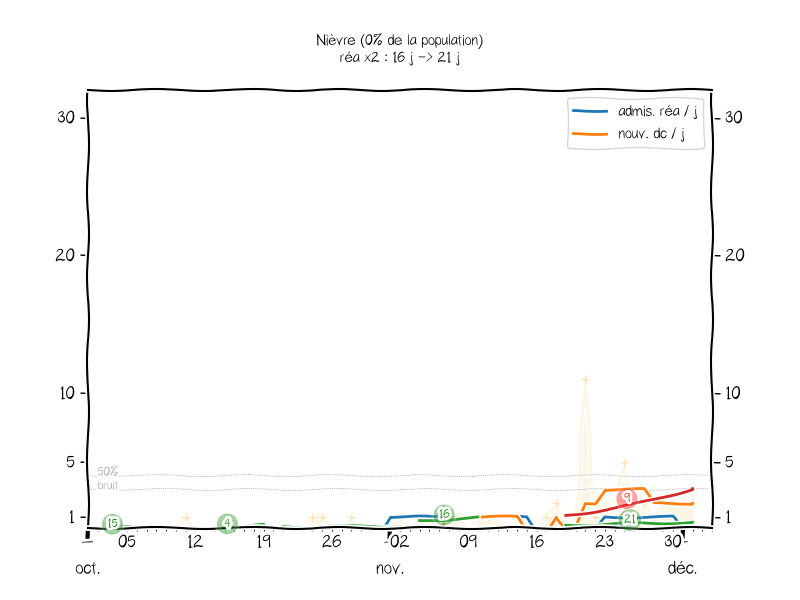 Nièvre (0% de la population)
réa x2 : 16 j -> 21 j
admis. réa / j
nouv. dc / j
30 30
20 20
10 10
5 5
50%
bruit
1 1
15 4 16 9 21
05 12 19 26 02 09 16 23 30
oct. nov. déc.